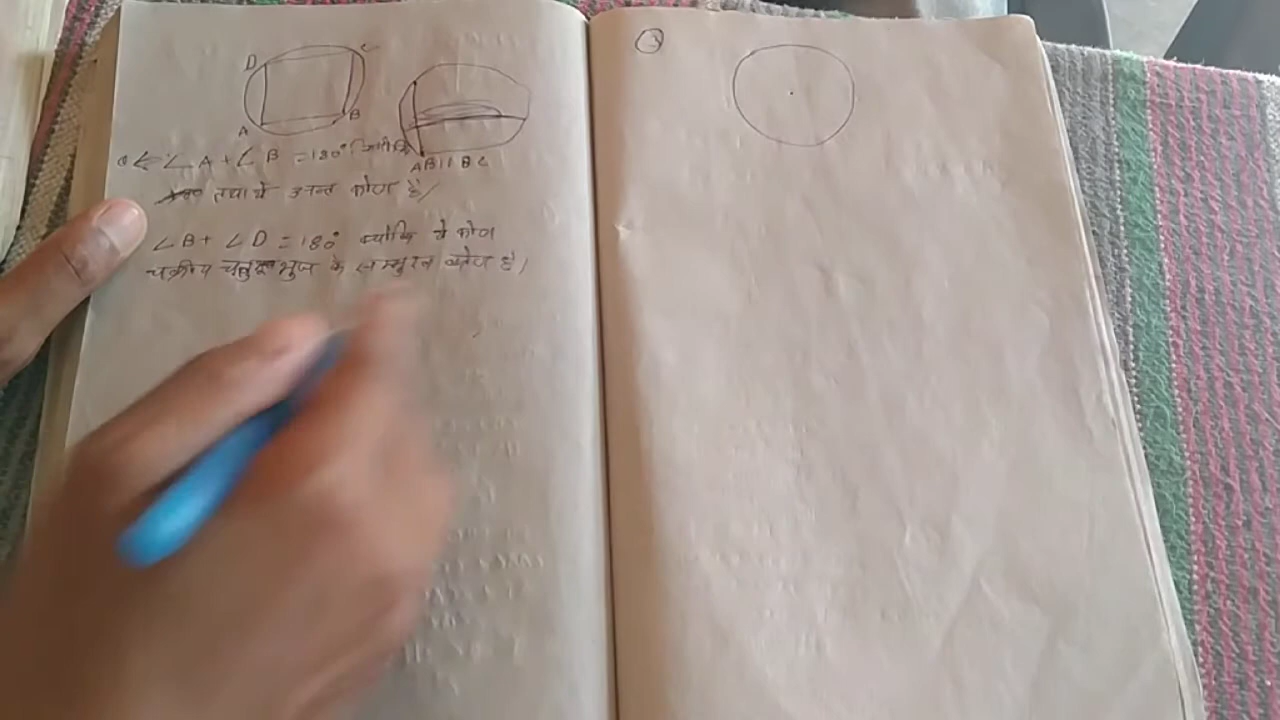 D C
A B
∠A + ∠B = 180°
AB || BC
तथा ये अन्त कोण है/
∠B + ∠D = 180° क्योकि ये कोण
चक्रीय चतुर्भुज के सम्मुख कोण है/